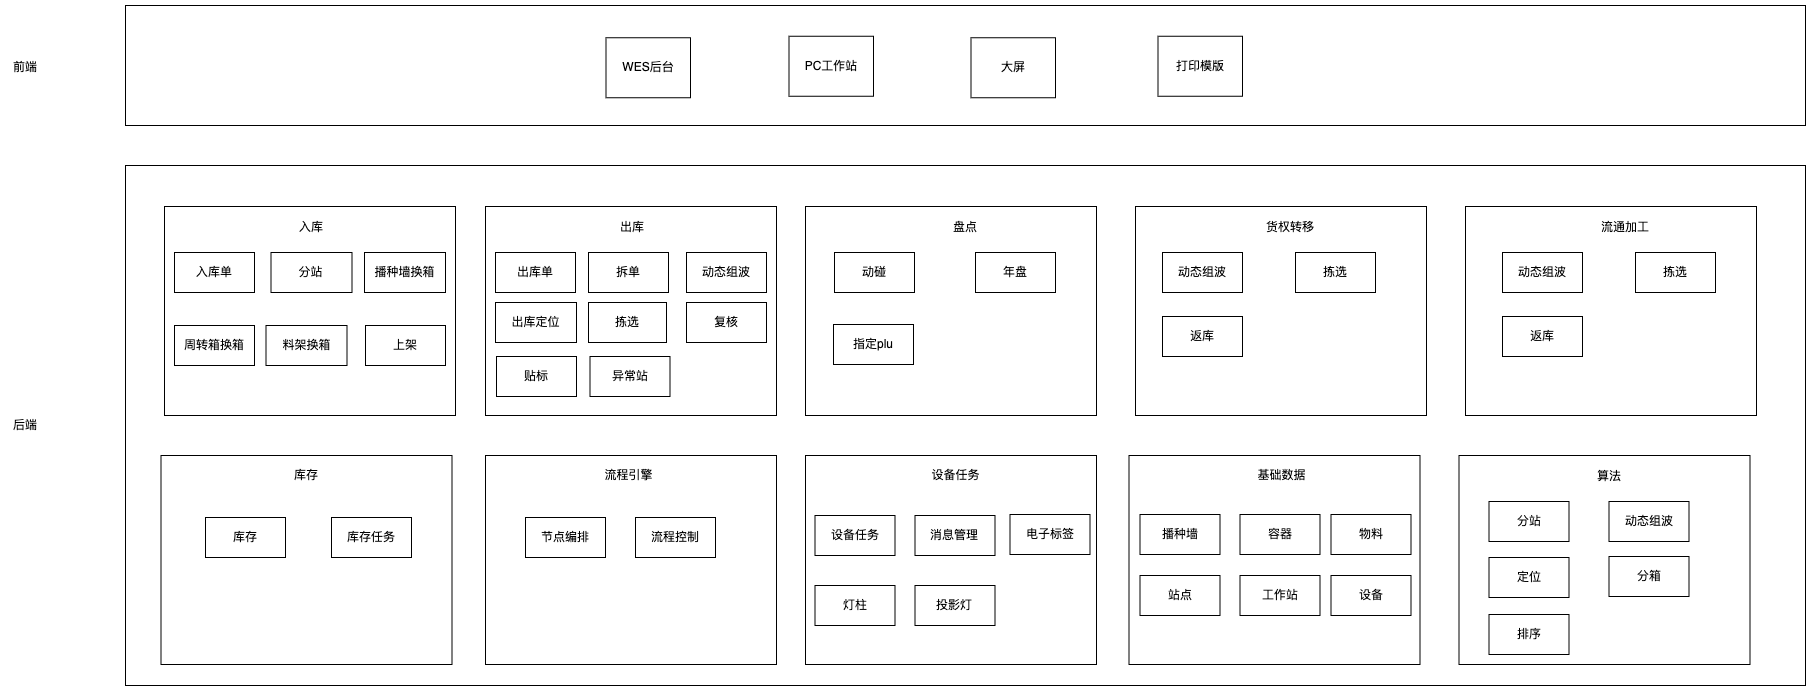 前端
WES后台
PC工作站
大屏
打印模版
后端
入库
入库单
分站
播种墙换箱
周转箱换箱
料架换箱
上架
出库
出库单
拆单
动态组波
出库定位
拣选
复核
贴标
异常站
盘点
动碰
年盘
指定plu
货权转移
动态组波
拣选
返库
流通加工
动态组波
拣选
返库
库存
库存
库存任务
流程引擎
节点编排
流程控制
设备任务
设备任务
消息管理
电子标签
灯柱
投影灯
基础数据
播种墙
容器
物料
站点
工作站
设备
算法
分站
动态组波
定位
分箱
排序